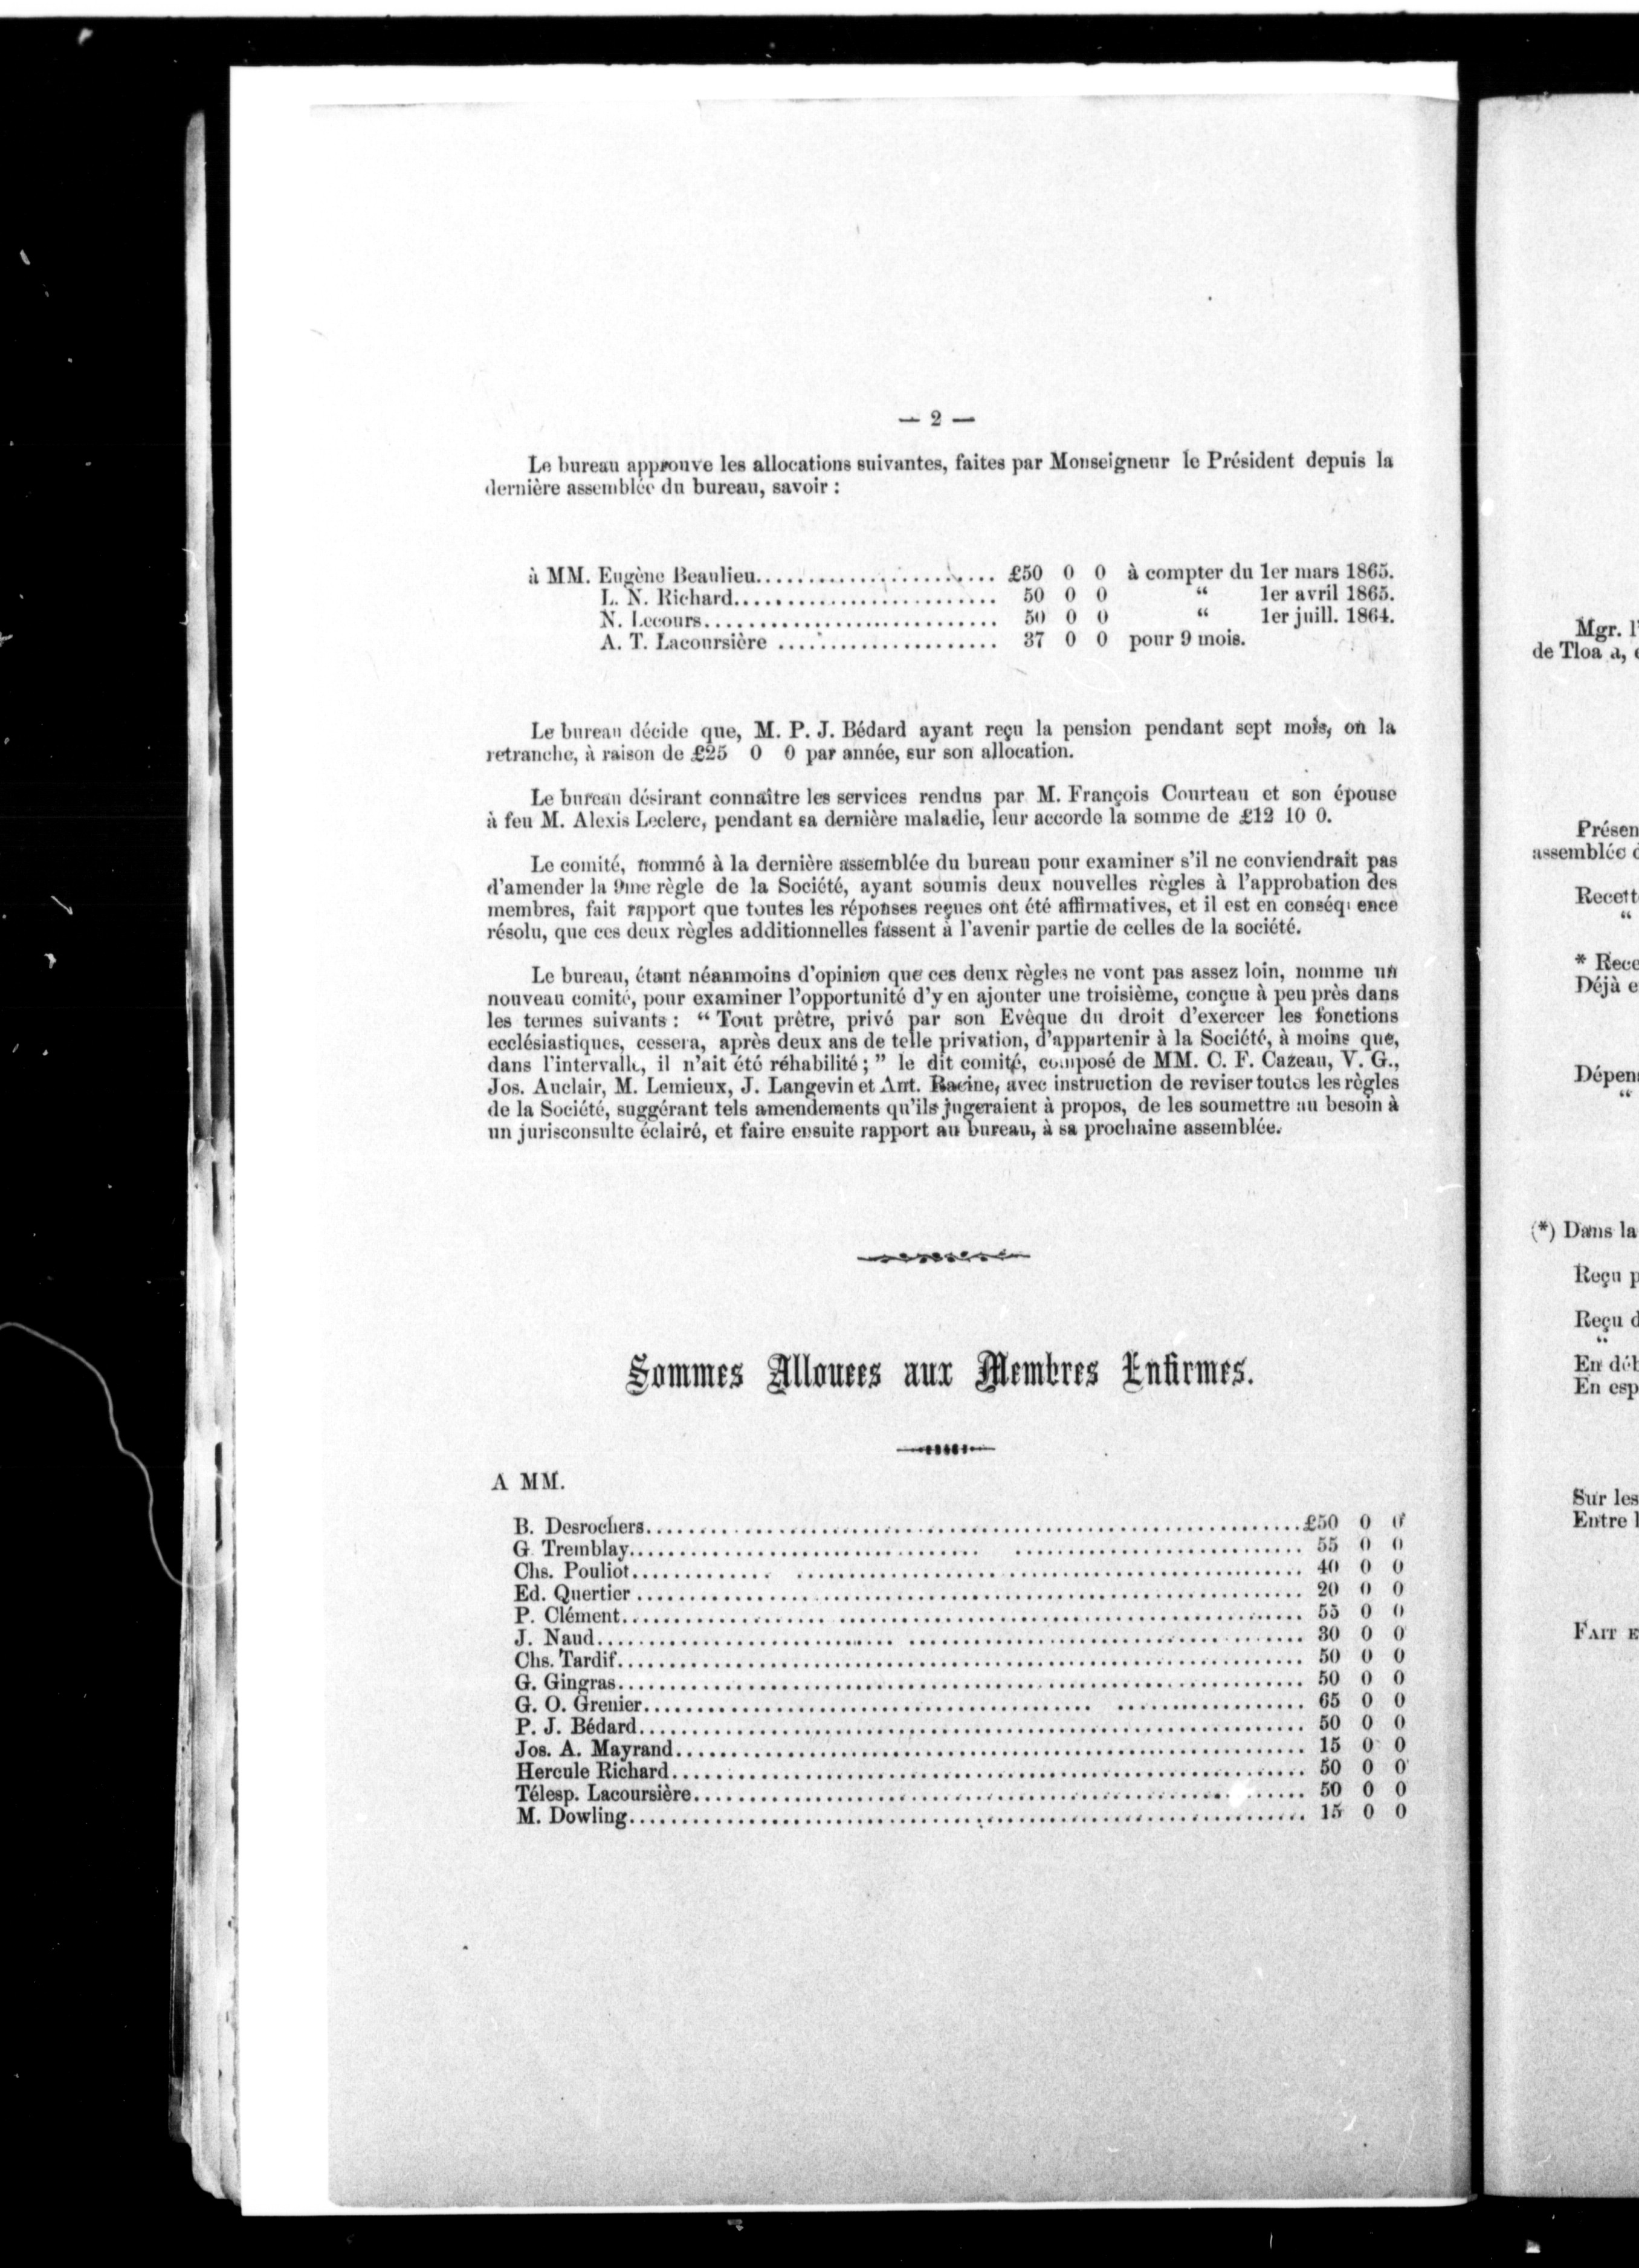 — 2 —
Le bureau approuve les allocations suivantes, faites par Monseigneur le Président depuis la
dernière assemblée du bureau, savoir :
à MM. Eugène Beaulieu........................ £50 0 0 à compter du 1er mars 1865.
L. N. Richard.......................... 50 0 0 “ 1er avril 1865.
N. Lecours............................. 50 0 0 “ 1er juill. 1864.
A. T. Lacoursière ...................... 37 0 0 pour 9 mois.
Le bureau décide que, M. P. J. Bédard ayant reçu la pension pendant sept mois, on la
retranche, à raison de £25 0 0 par année, sur son allocation.
Le bureau désirant connaître les services rendus par M. François Courteau et son épouse
à feu M. Alexis Leclerc, pendant sa dernière maladie, leur accorde la somme de £12 10 0.
Le comité, nommé à la dernière assemblée du bureau pour examiner s’il ne conviendrait pas
d’amender la 9me règle de la Société, ayant soumis deux nouvelles règles à l’approbation des
membres, fait rapport que toutes les réponses reçues ont été affirmatives, et il est en conséq ence
résolu, que ces deux règles additionnelles fassent à l’avenir partie de celles de la société.
Le bureau, étant néanmoins d’opinion que ces deux règles ne vont pas assez loin, nomme un
nouveau comité, pour examiner l’opportunité d’y en ajouter une troisième, conçue à peu près dans
les termes suivants : “ Tout prêtre, privé par son Evêque du droit d’exercer les fonctions
ecclésiastiques, cessera, après deux ans de telle privation, d’appartenir à la Société, à moins que,
dans l’intervalle, il n’ait été réhabilité ; ” le dit comité, composé de MM. C. F. Cazeau, V. G.,
Jos. Auclair, M. Lemieux, J. Langevin et Ant. Racine, avec instruction de reviser toutes les règles
de la Société, suggérant tels amendements qu’ils jugeraient à propos, de les soumettre au besoin à
un jurisconsulte éclairé, et faire ensuite rapport au bureau, à sa prochaine assemblée.
Sommes Allouees aux Membres Enfirmes.
A MM.
B. Desrochers........................................ £50 0 0
G. Tremblay........................................ 55 0 0
Chs. Pouliot........................................ 40 0 0
Ed. Quertier ........................................ 20 0 0
P. Clément........................................ 55 0 0
J. Naud........................................ 30 0 0
Chs. Tardif........................................ 50 0 0
G. Gingras........................................ 50 0 0
G. O. Grenier........................................ 65 0 0
P. J. Bédard........................................ 50 0 0
Jos. A. Mayrand........................................ 15 0 0
Hercule Richard........................................ 50 0 0
Télesp. Lacoursière........................................ 50 0 0
M. Dowling........................................ 15 0 0
Mgr. l’
de Tloa a,
Présen
assemblée d
Recett
“
* Rece
Déjà e
Dépens
“
(*) Dans la
Reçu p
Reçu d
“
En déb
En esp
Sur les
Entre l
FAIT E